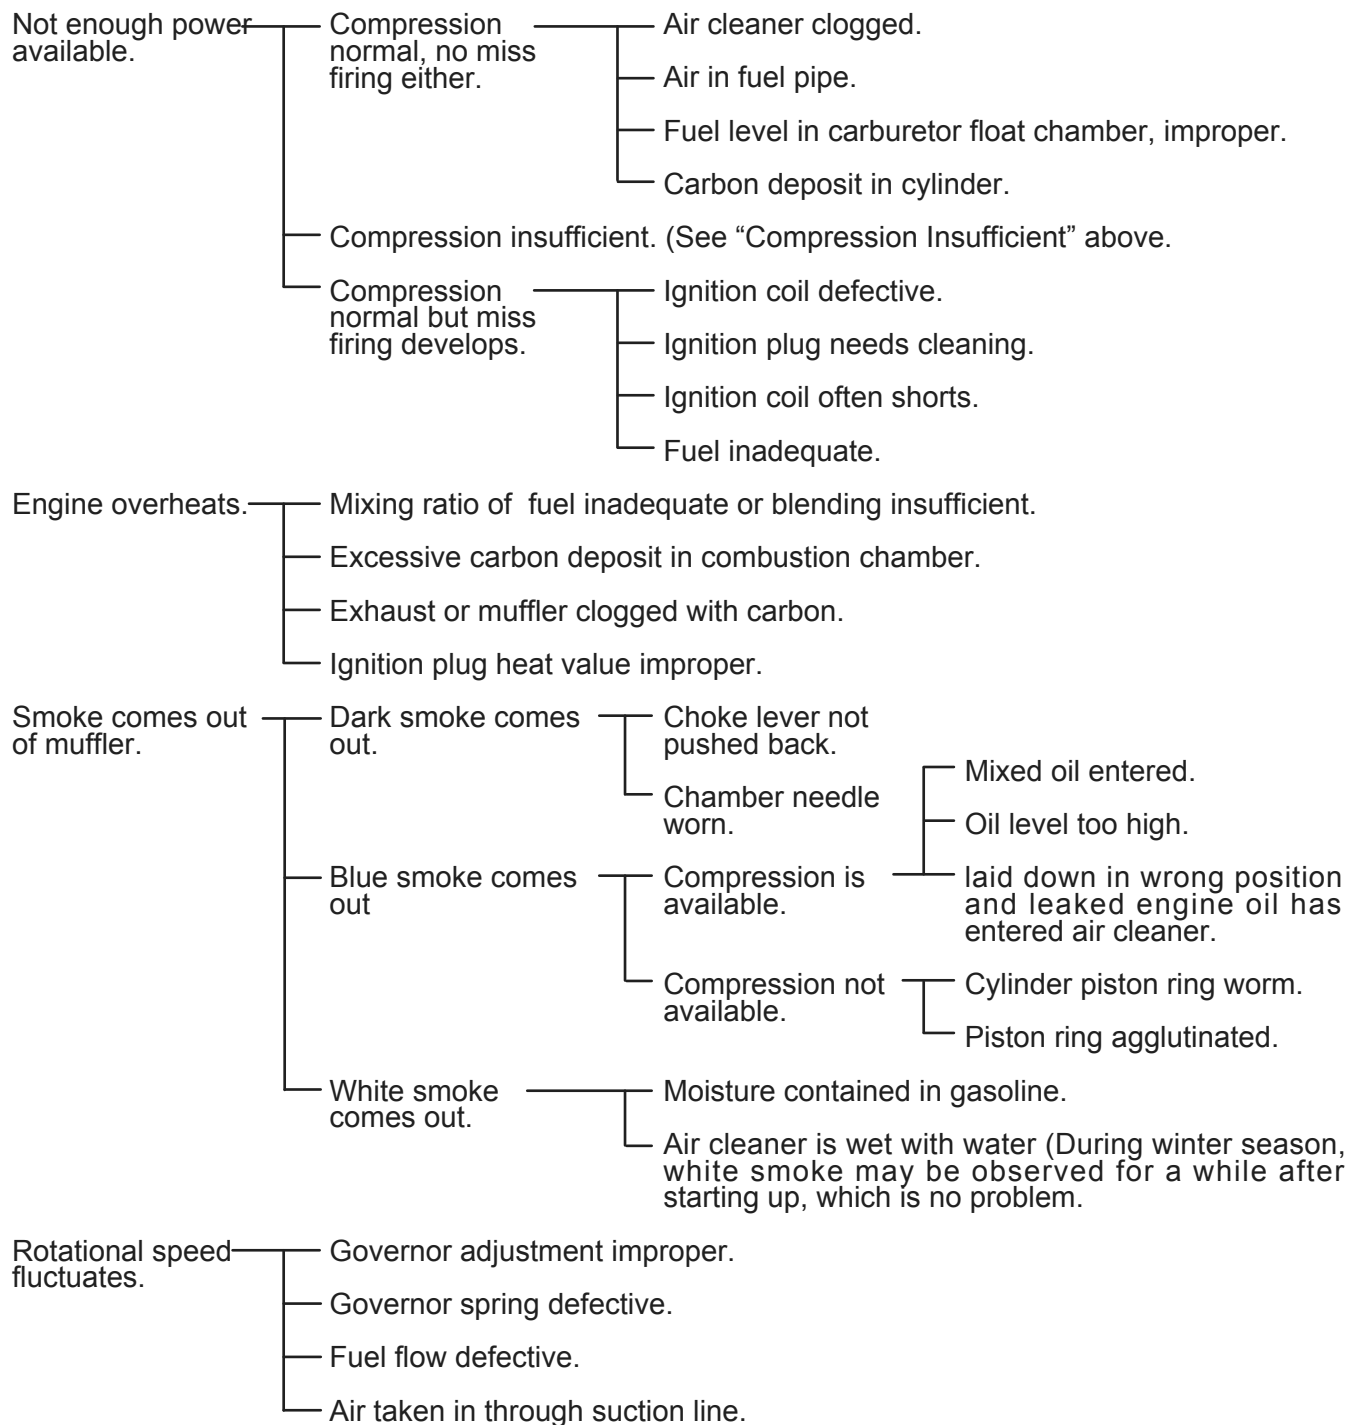 Not enough power
available.
Compression
normal, no miss
firing either.
Air cleaner clogged.
Air in fuel pipe.
Fuel level in carburetor float chamber, improper.
Carbon deposit in cylinder.
Compression insufficient. (See “Compression Insufficient” above.
Compression
normal but miss
firing develops.
Ignition coil defective.
Ignition plug needs cleaning.
Ignition coil often shorts.
Fuel inadequate.
Engine overheats.
Mixing ratio of fuel inadequate or blending insufficient.
Excessive carbon deposit in combustion chamber.
Exhaust or muffler clogged with carbon.
Ignition plug heat value improper.
Smoke comes out
of muffler.
Dark smoke comes
out.
Choke lever not
pushed back.
Chamber needle
worn.
Blue smoke comes
out
Compression is
available.
Mixed oil entered.
Oil level too high.
laid down in wrong position
and leaked engine oil has
entered air cleaner.
Compression not
available.
Cylinder piston ring worm.
Piston ring agglutinated.
White smoke
comes out.
Moisture contained in gasoline.
Air cleaner is wet with water (During winter season,
white smoke may be observed for a while after
starting up, which is no problem.
Rotational speed
fluctuates.
Governor adjustment improper.
Governor spring defective.
Fuel flow defective.
Air taken in through suction line.